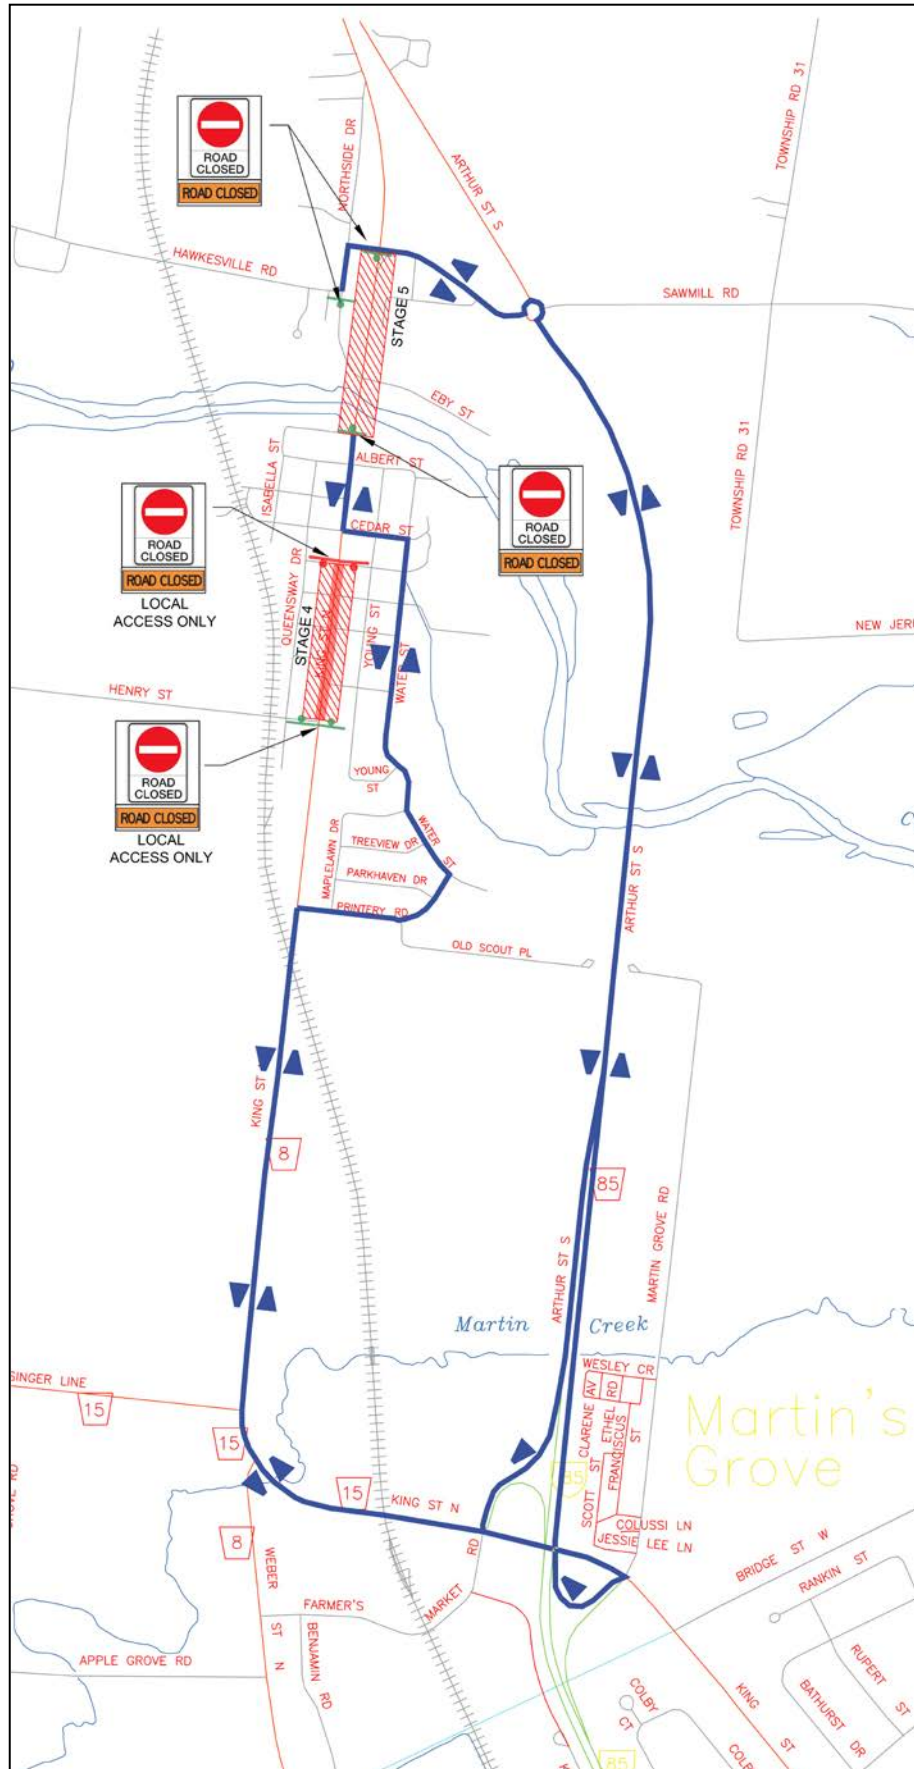 TOWNSHIP RD 31
NORTHSIDE DR
ARTHUR ST S
ROAD
CLOSED
ROAD CLOSED
HAWKESVILLE RD
SAWMILL RD
STAGE 5
EBY ST
ISABELLA ST
ALBERT ST
TOWNSHIP RD 31
ROAD
CLOSED
ROAD CLOSED
LOCAL
ACCESS ONLY
CEDAR ST
ROAD
CLOSED
ROAD CLOSED
QUEENSWAY DR
STAGE 4
KING ST N
YOUNG ST
WATER ST
NEW JER
HENRY ST
ROAD
CLOSED
ROAD CLOSED
LOCAL
ACCESS ONLY
YOUNG
ST
C
MAPLELAWN DR
TREEVIEW DR
WATER ST
PARKHAVEN DR
PRINTERY RD
ARTHUR ST S
OLD SCOUT PL
KING ST
8
85
MARTIN GROVE RD
ARTHUR ST S
Martin Creek
WESLEY CR
SINGER LINE
15
15
CLARENE AV
ETHEL RD
FRANCISCUS ST
SCOTT ST
Martin's
Grove
85
15
KING ST N
COLUSSI LN
JESSIE LEE LN
8
RD
BRIDGE ST W
RANKIN ST
WEBER ST N
FARMER'S
MARKET
BENJAMIN RD
APPLE GROVE RD
RUPERT ST
BATHURST DR
KING ST
COLBY CT
COLB
85
K